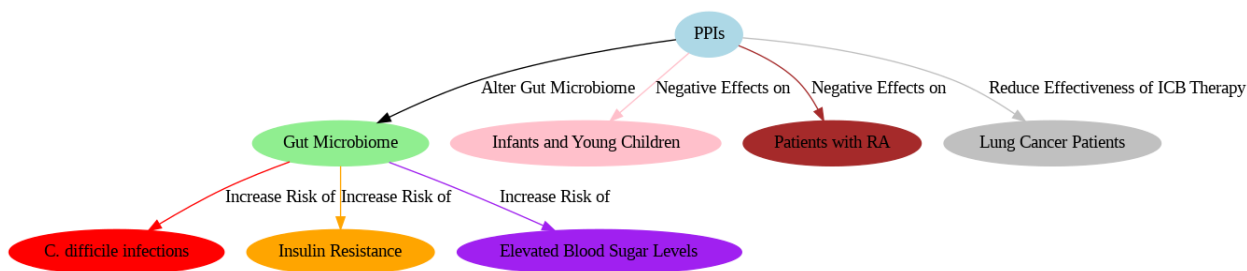 PPIs
Alter Gut Microbiome
Negative Effects on
Negative Effects on
Reduce Effectiveness of ICB Therapy
Gut Microbiome
Infants and Young Children
Patients with RA
Lung Cancer Patients
Increase Risk of
Increase Risk of
Increase Risk of
C. difficile infections
Insulin Resistance
Elevated Blood Sugar Levels